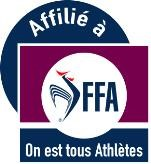 Affilié à
FFA
On est tous Athlètes